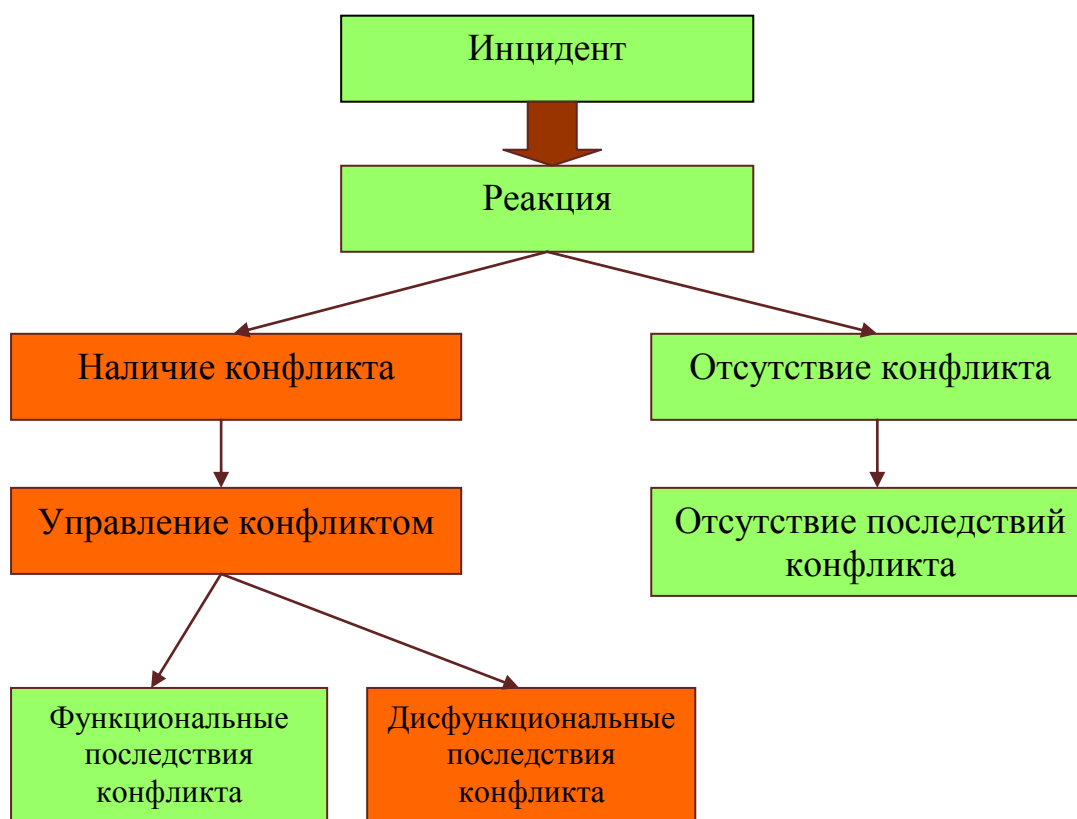 Инцидент
Реакция
Наличие конфликта
Отсутствие конфликта
Управление конфликтом
Отсутствие последствий
конфликта
Функциональные
последствия
конфликта
Дисфункциональные
последствия
конфликта